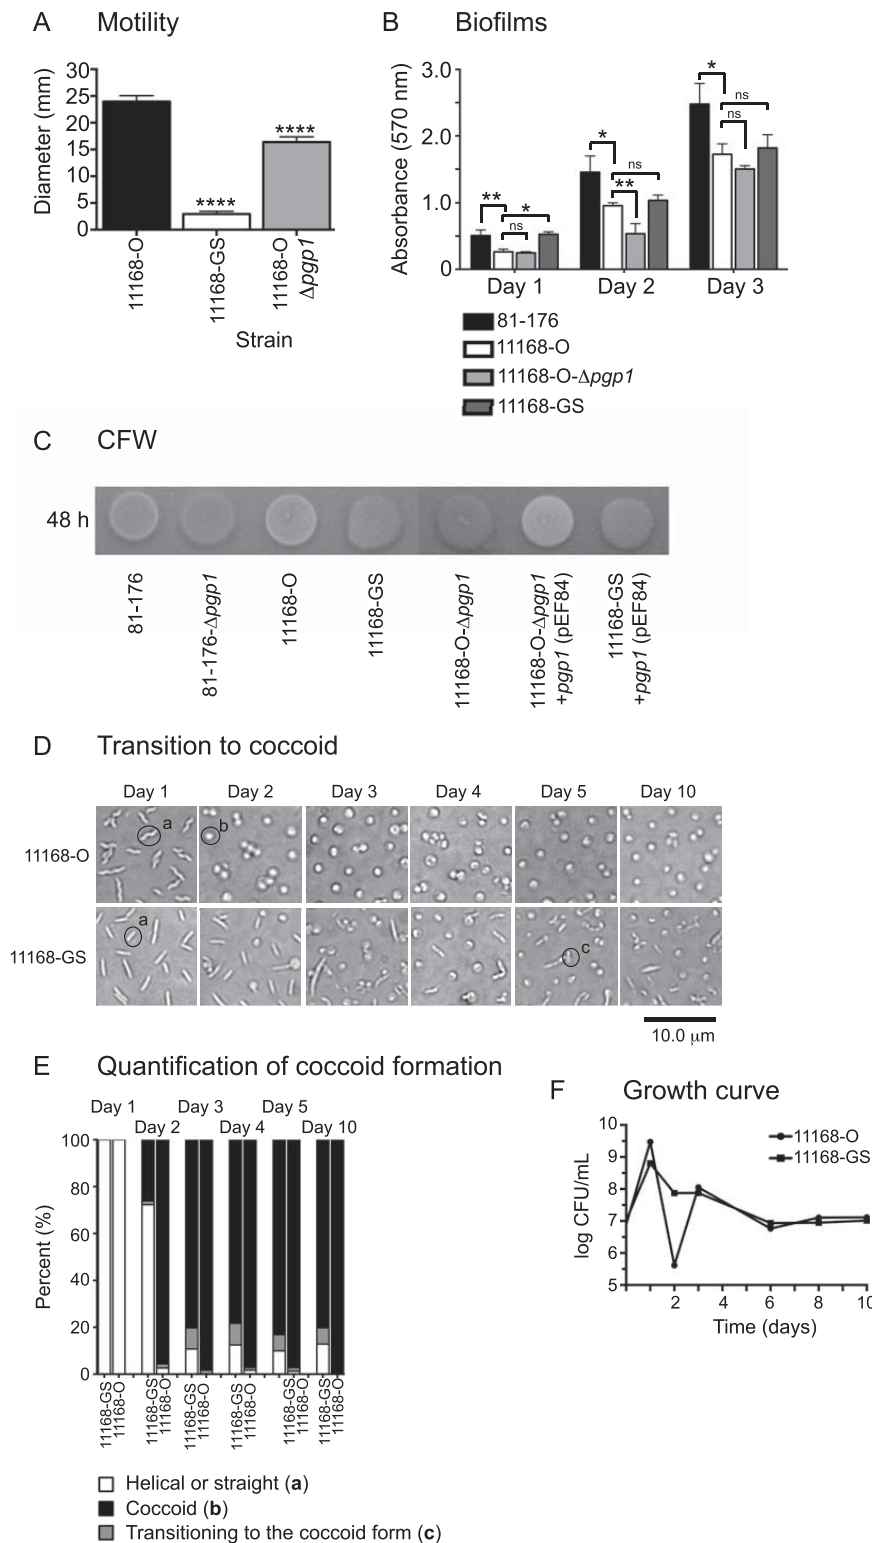 A Motility
Diameter (mm)
30
25
20
15
10
5
0
****
****
11168-O
11168-GS
11168-O
Δpgp1
Strain
B Biofilms
Absorbance (570 nm)
3.0
2.0
1.0
0
** * ns
* ns **
* ns ns
Day 1 Day 2 Day 3
81-176
11168-O
11168-O-Δpgp1
11168-GS
C CFW
48 h
81-176
81-176-Δpgp1
11168-O
11168-GS
11168-O-Δpgp1
11168-O-Δpgp1
+pgp1 (pEF84)
11168-GS
+pgp1 (pEF84)
D Transition to coccoid
Day 1 Day 2 Day 3 Day 4 Day 5 Day 10
11168-O
a b
11168-GS
a c
10.0 μm
E Quantification of coccoid formation
Day 1 Day 3 Day 5
Day 2 Day 4 Day 10
Percent (%)
100
80
60
40
20
0
11168-GS
11168-O
11168-GS
11168-O
11168-GS
11168-O
11168-GS
11168-O
11168-GS
11168-O
11168-GS
11168-O
Helical or straight (a)
Coccoid (b)
Transitioning to the coccoid form (c)
F Growth curve
log CFU/mL
10
9
8
7
6
5
11168-O
11168-GS
2 4 6 8 10
Time (days)